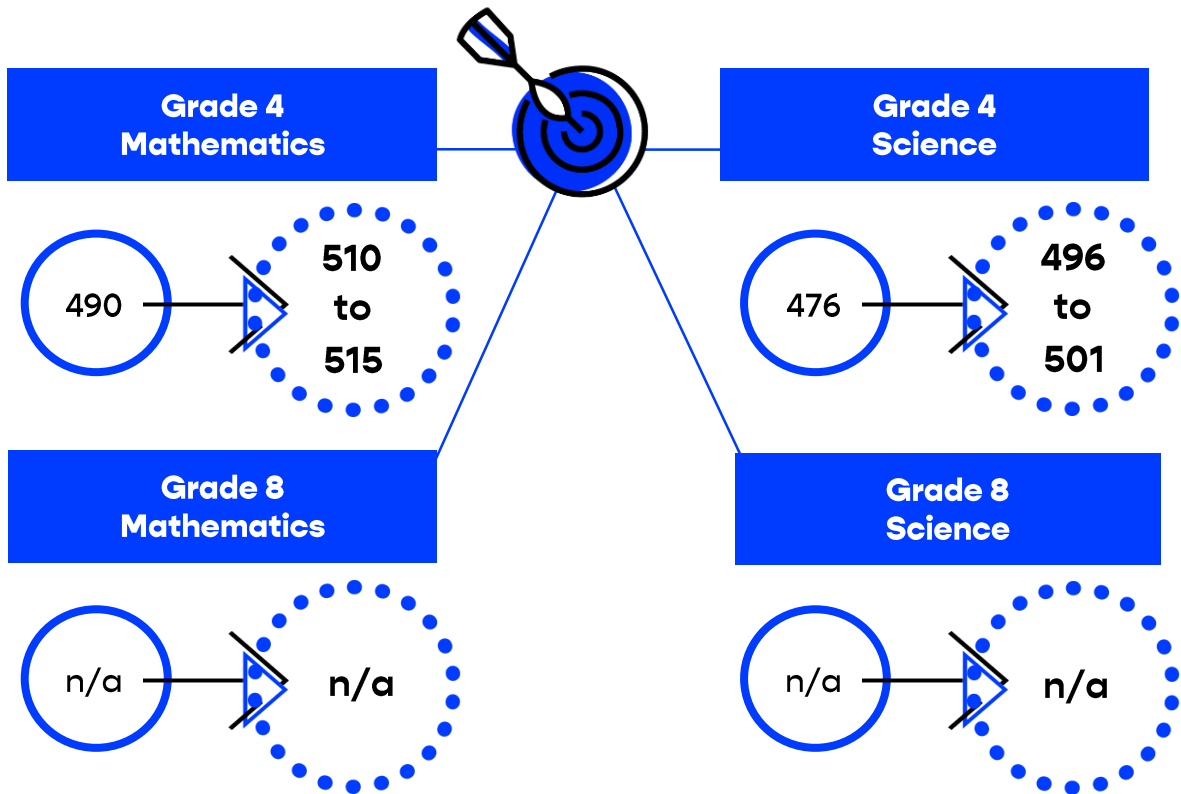 Grade 4
Mathematics
490
510
to
515
Grade 4
Science
476
496
to
501
Grade 8
Mathematics
n/a
n/a
Grade 8
Science
n/a
n/a